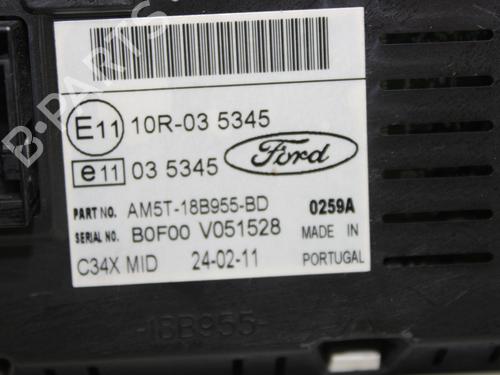 E11 10R-03 5345
e 11 03 5345 Ford
PART NO. AM5T-18B955-BD 0259A
SERIAL NO. B0F00 V051528 MADE IN
C34X MID 24-02-11 PORTUGAL
-18B955-
B-PARTS